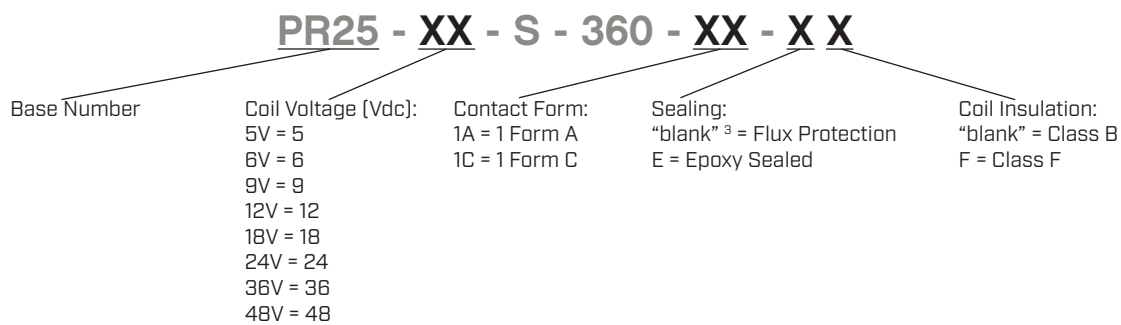 PR25 - XX - S - 360 - XX - X X
Base Number
Coil Voltage (Vdc):
5V = 5
6V = 6
9V = 9
12V = 12
18V = 18
24V = 24
36V = 36
48V = 48
Contact Form:
1A = 1 Form A
1C = 1 Form C
Sealing:
“blank” ³ = Flux Protection
E = Epoxy Sealed
Coil Insulation:
“blank” = Class B
F = Class F